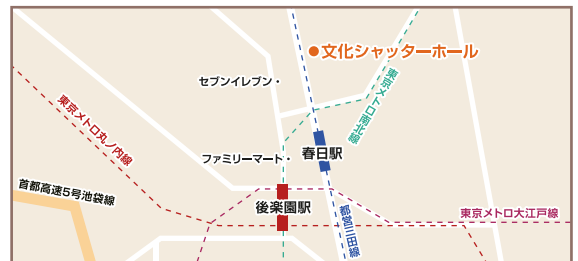 文化シャッターホール
セブンイレブン
東京メトロ南北線
東京メトロ丸ノ内線
春日駅
ファミリーマート
首都高速5号池袋線
後楽園駅
都営三田線
東京メトロ大江戸線